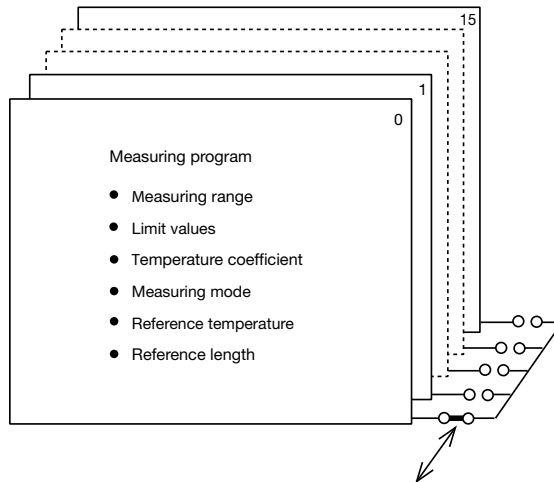 15
1
0
Measuring program
● Measuring range
● Limit values
● Temperature coefficient
● Measuring mode
● Reference temperature
● Reference length